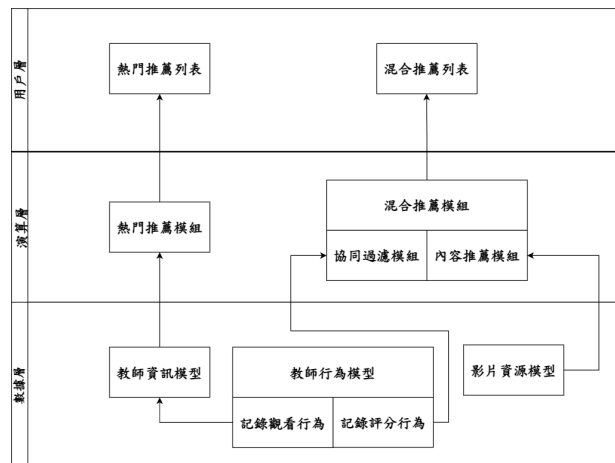 用戶層
熱門推薦列表
混合推薦列表
演算層
熱門推薦模組
混合推薦模組
協同過濾模組
內容推薦模組
數據層
教師資訊模型
教師行為模型
記錄觀看行為
記錄評分行為
影片資源模型